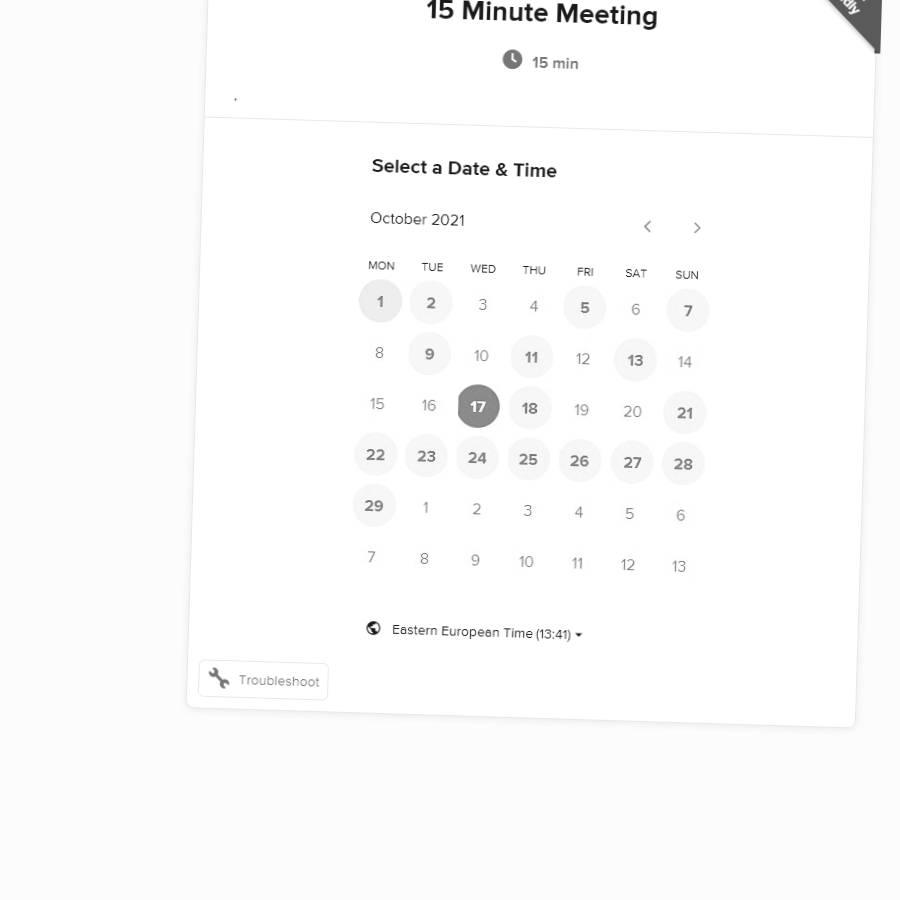 15 Minute Meeting
15 min
.
Select a Date & Time
October 2021
MON TUE WED THU FRI SAT SUN
1 2 3 4 5 6 7
8 9 10 11 12 13 14
15 16 17 18 19 20 21
22 23 24 25 26 27 28
29 1 2 3 4 5 6
7 8 9 10 11 12 13
Eastern European Time (13:41)
Troubleshoot